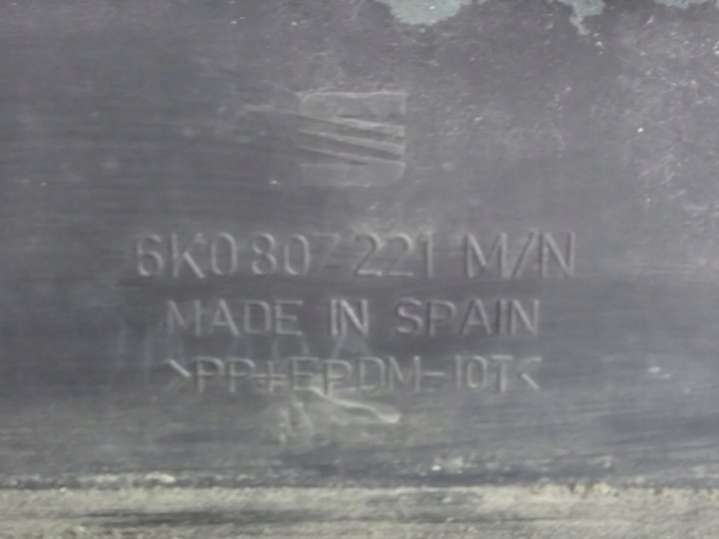 6K0 807 221 M/N
MADE IN SPAIN
>PP+EPDM-10T<